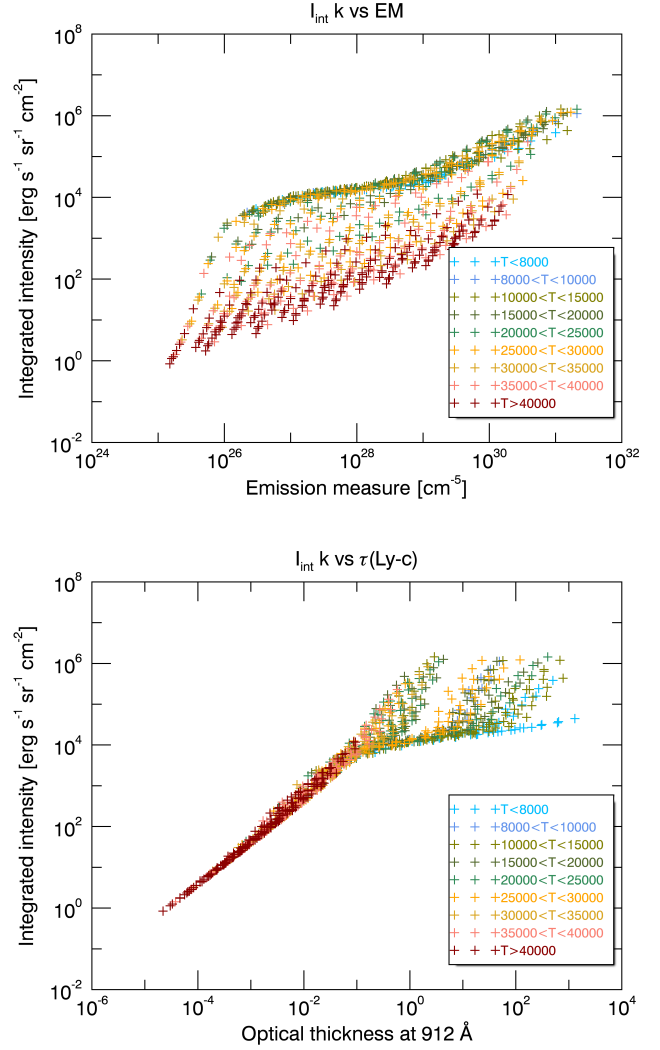 I_int k vs EM
10^8
10^6
10^4
10^2
10^0
10^-2
Integrated intensity [erg s^-1 sr^-1 cm^-2]
T<8000
8000<T<10000
10000<T<15000
15000<T<20000
20000<T<25000
25000<T<30000
30000<T<35000
35000<T<40000
T>40000
10^24 10^26 10^28 10^30 10^32
Emission measure [cm^-5]
I_int k vs τ(Ly-c)
10^8
10^6
10^4
10^2
10^0
10^-2
Integrated intensity [erg s^-1 sr^-1 cm^-2]
T<8000
8000<T<10000
10000<T<15000
15000<T<20000
20000<T<25000
25000<T<30000
30000<T<35000
35000<T<40000
T>40000
10^-6 10^-4 10^-2 10^0 10^2 10^4
Optical thickness at 912 Å